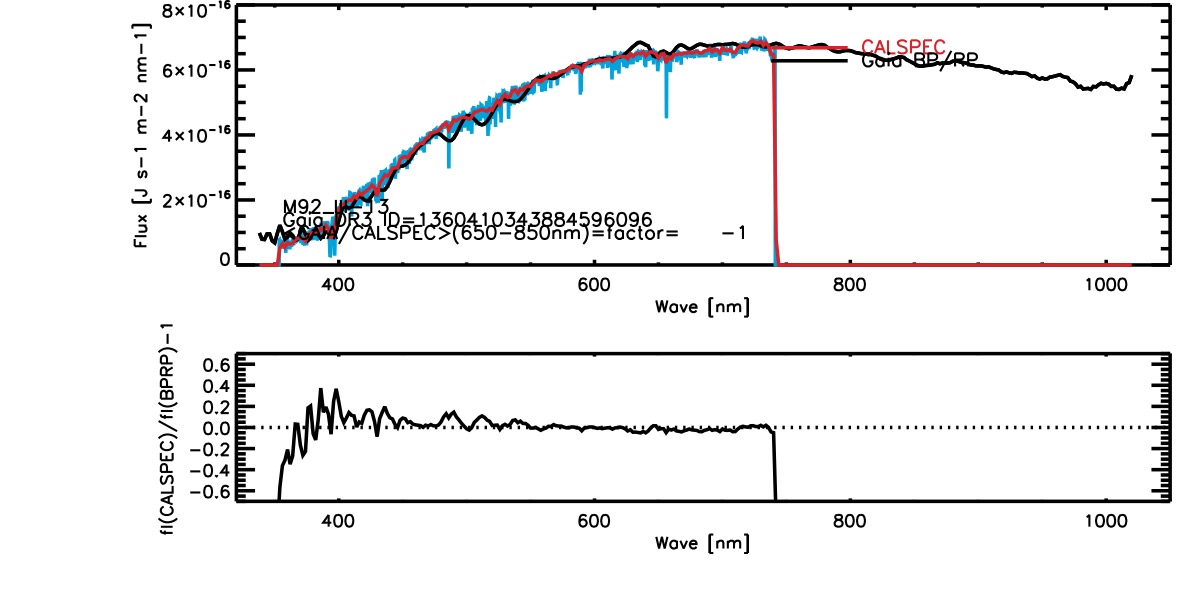 8×10−16
6×10−16
4×10−16
2×10−16
0
Flux [J s−1 m−2 nm−1]
CALSPEC
Gaia BP/RP
M92_III−13
Gaia DR3 ID=1360410343884596096
GAIA/CALSPEC>(650−850nm)=factor= −1
400 600 800 1000
Wave [nm]
fl(CALSPEC)/fl(BPRP)−1
0.6
0.4
0.2
0.0
−0.2
−0.4
−0.6
400 600 800 1000
Wave [nm]